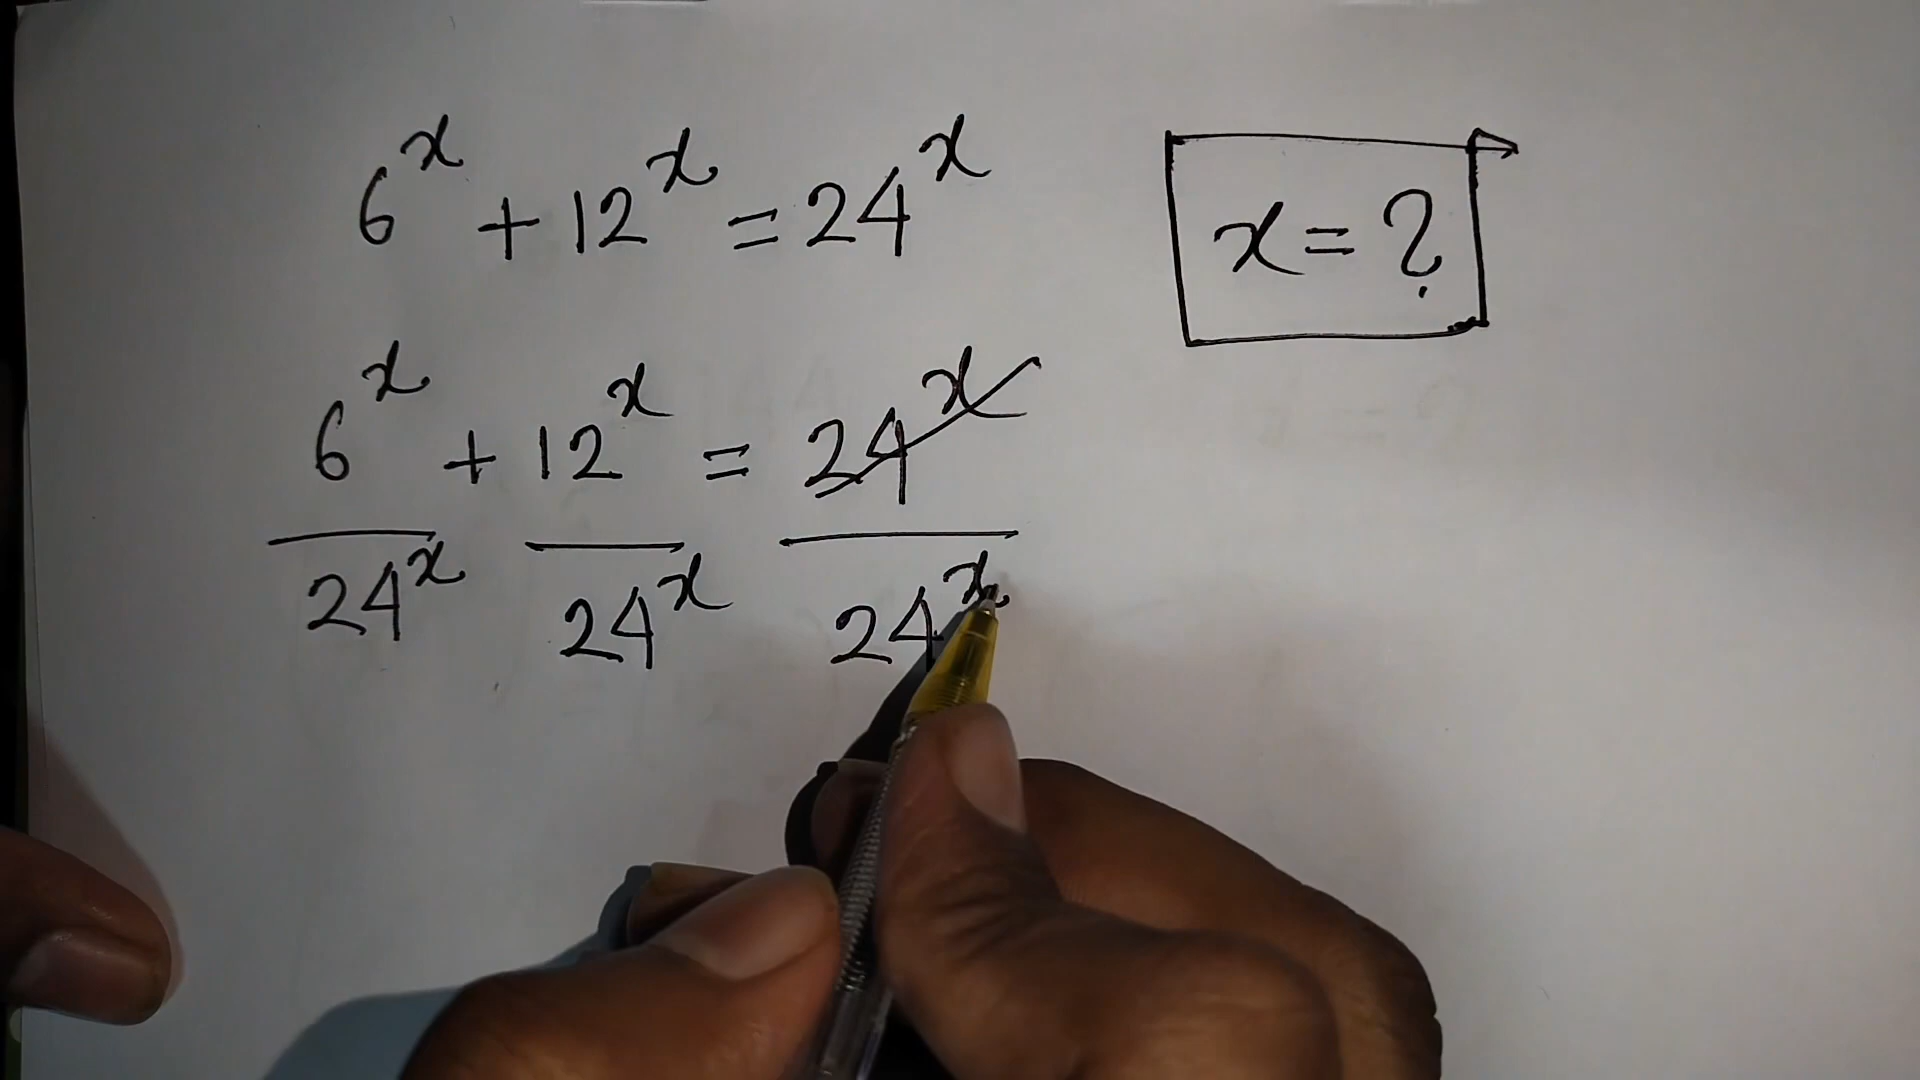 6^x + 12^x = 24^x
x = ?
6^x + 12^x = 24^x
24^x 24^x 24^x